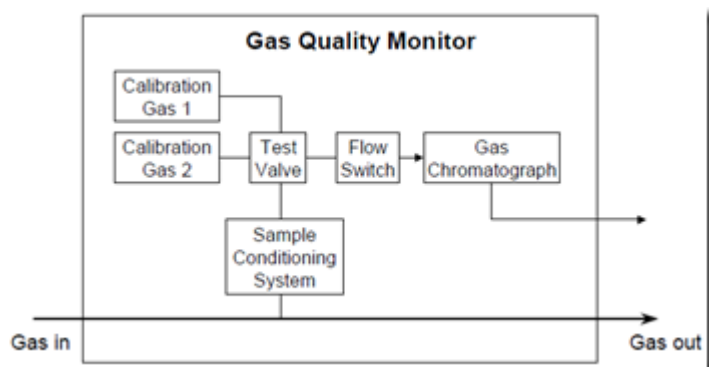 Gas Quality Monitor
Calibration
Gas 1
Calibration
Gas 2
Test
Valve
Flow
Switch
Gas
Chromatograph
Sample
Conditioning
System
Gas in
Gas out